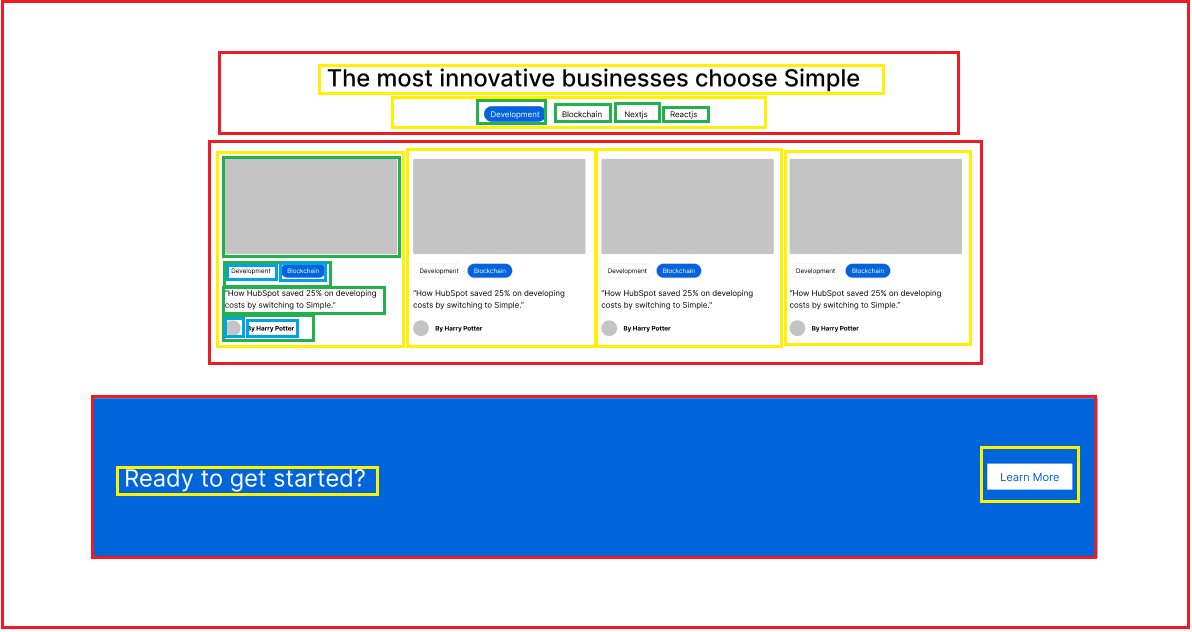 The most innovative businesses choose Simple
Development Blockchain Nextjs Reactjs
Development Blockchain Development Blockchain Development Blockchain Development Blockchain
“How HubSpot saved 25% on developing “How HubSpot saved 25% on developing “How HubSpot saved 25% on developing “How HubSpot saved 25% on developing
costs by switching to Simple.” costs by switching to Simple.” costs by switching to Simple.” costs by switching to Simple.”
By Harry Potter By Harry Potter By Harry Potter By Harry Potter
Ready to get started?
Learn More